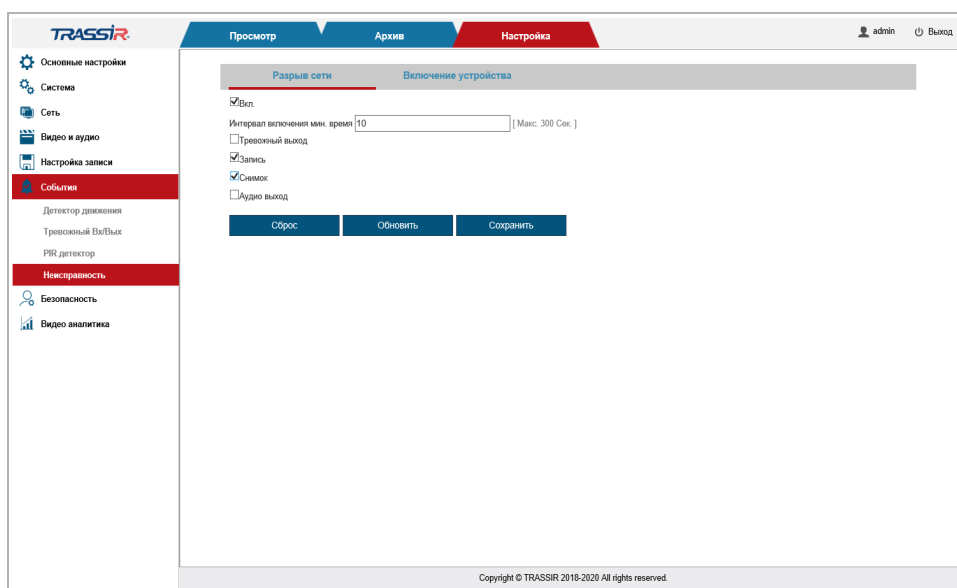 TRASSIR
Просмотр
Архив
Настройка
admin
Выход
Основные настройки
Система
Сеть
Видео и аудио
Настройка записи
События
Детектор движения
Тревожный Вх/Вых
PIR детектор
Неисправность
Безопасность
Видео аналитика
Разрыв сети
Включение устройства
Вкл.
Интервал включения мин. время 10 [ Макс. 300 Сек. ]
Тревожный выход
Запись
Снимок
Аудио выход
Сброс
Обновить
Сохранить
Copyright © TRASSIR 2018-2020 All rights reserved.